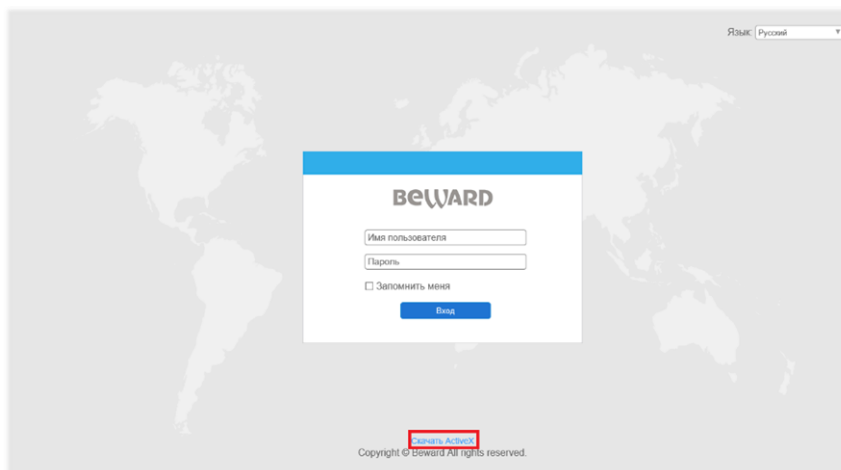 Язык: Русский
BEWARD
Имя пользователя
Пароль
Запомнить меня
Вход
Скачать ActiveX
Copyright © Beward All rights reserved.